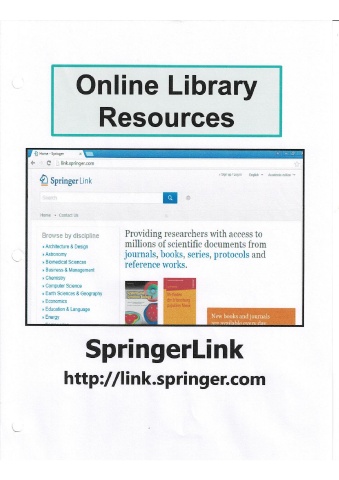 Online Library
Resources
Home - Springer
link.springer.com
Springer Link
Sign up / Log in English Academic edition
Search
Home • Contact Us
Browse by discipline
Architecture & Design
Astronomy
Biomedical Sciences
Business & Management
Chemistry
Computer Science
Earth Sciences & Geography
Economics
Education & Language
Energy
Providing researchers with access to
millions of scientific documents from
journals, books, series, protocols and
reference works.
New books and journals
are available every day.
SpringerLink
http://link.springer.com